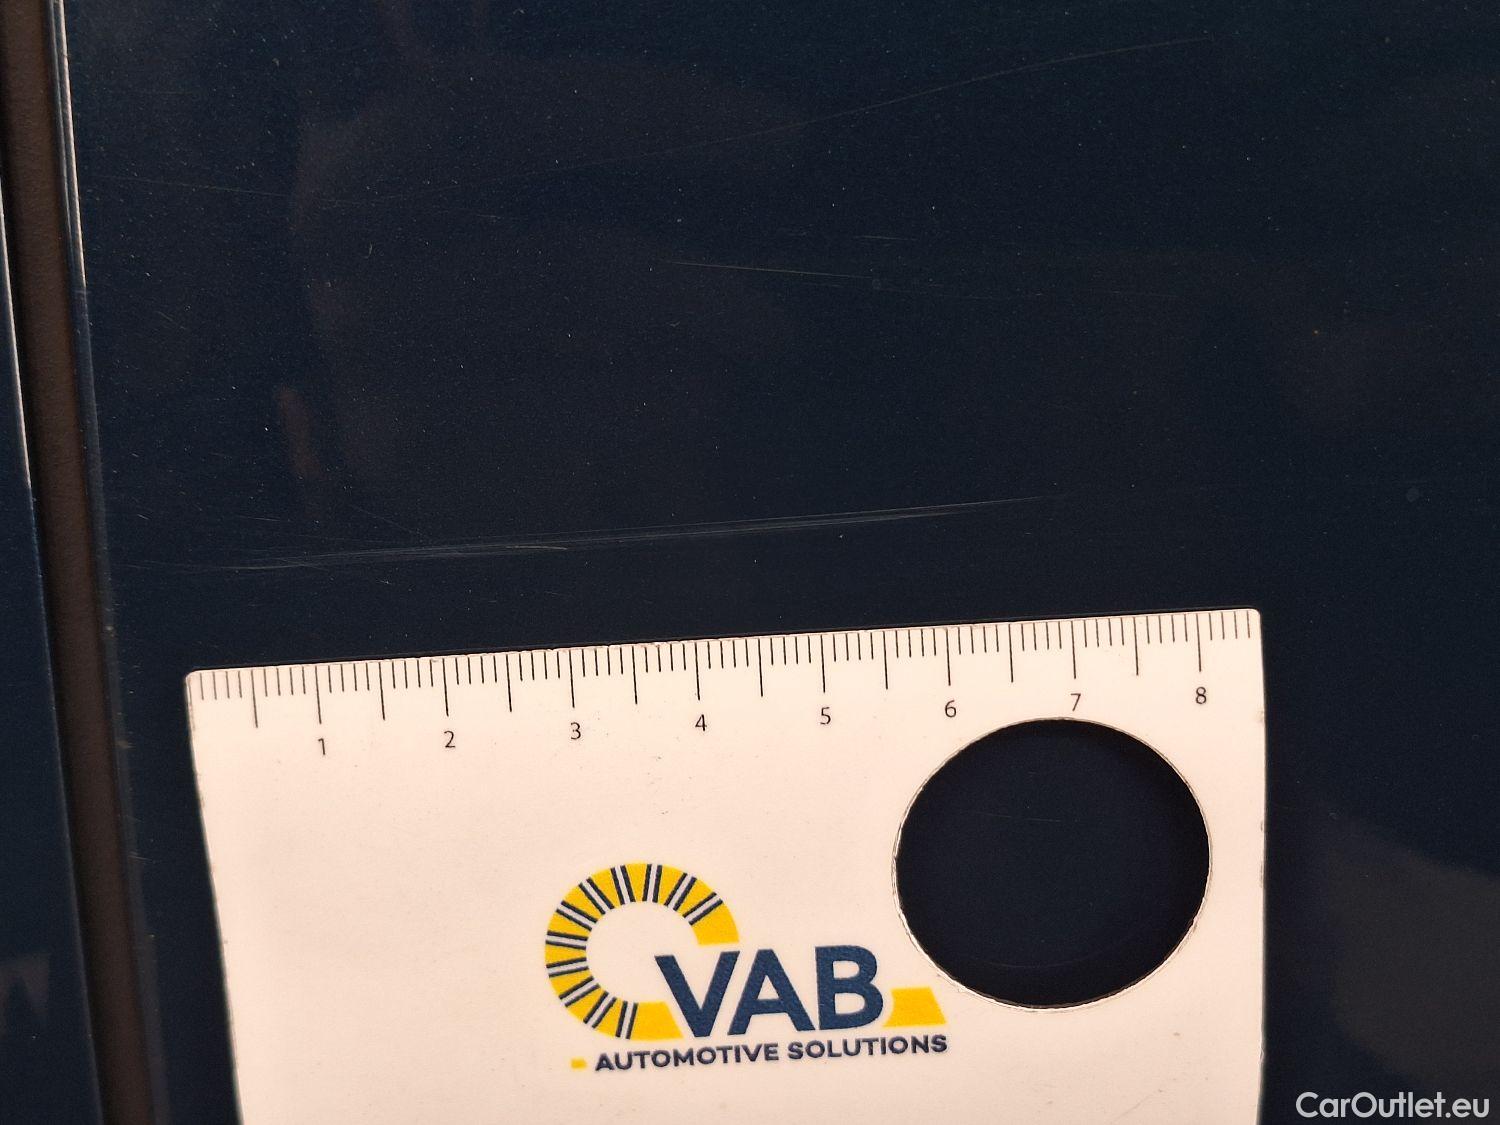 1 2 3 4 5 6 7 8
VAB
AUTOMOTIVE SOLUTIONS
CarOutlet.eu